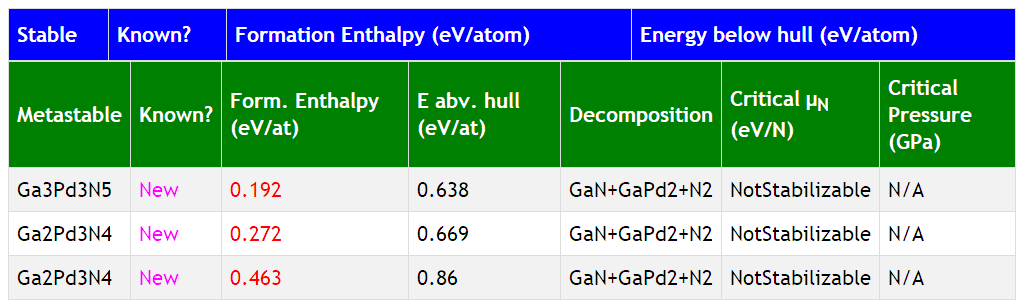 Stable Known? Formation Enthalpy (eV/atom) Energy below hull (eV/atom)
Metastable Known? Form. Enthalpy (eV/at) E abv. hull (eV/at) Decomposition Critical μN (eV/N) Critical Pressure (GPa)
Ga3Pd3N5 New 0.192 0.638 GaN+GaPd2+N2 NotStabilizable N/A
Ga2Pd3N4 New 0.272 0.669 GaN+GaPd2+N2 NotStabilizable N/A
Ga2Pd3N4 New 0.463 0.86 GaN+GaPd2+N2 NotStabilizable N/A